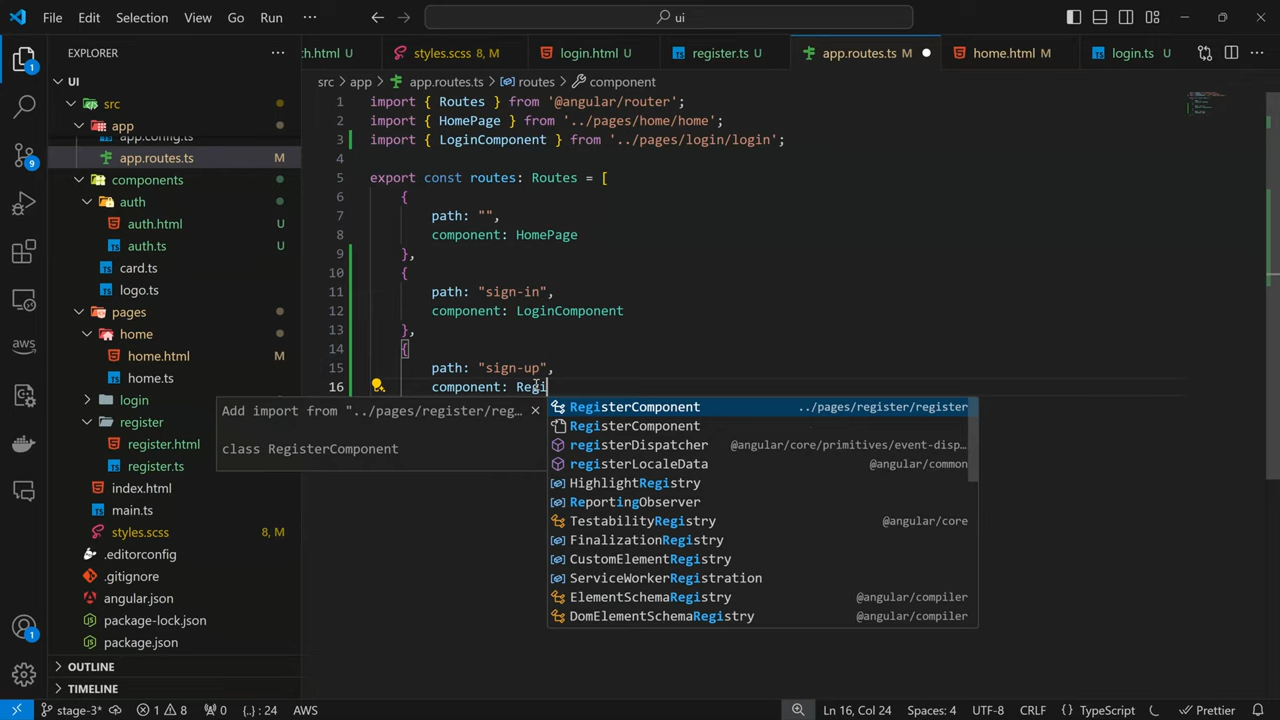 File Edit Selection View Go Run ui
EXPLORER
th.html U styles.scss 8, M login.html U register.ts U app.routes.ts M home.html M login.ts U
UI
src > app > app.routes.ts > routes > component
src
app
app.config.ts
app.routes.ts M
components
auth
auth.html U
auth.ts U
card.ts
logo.ts
pages
home
home.html M
home.ts
login
register
register.html U
register.ts U
index.html
main.ts
styles.scss 8, M
.editorconfig
.gitignore
angular.json
package-lock.json
package.json
OUTLINE
TIMELINE
1 import { Routes } from '@angular/router';
2 import { HomePage } from '../pages/home/home';
3 import { LoginComponent } from '../pages/login/login';
4
5 export const routes: Routes = [
6 {
7 path: "",
8 component: HomePage
9 },
10 {
11 path: "sign-in",
12 component: LoginComponent
13 },
14 {
15 path: "sign-up",
16 component: Regi
Add import from "../pages/register/reg…
class RegisterComponent
RegisterComponent ../pages/register/register
RegisterComponent
registerDispatcher @angular/core/primitives/event-disp…
registerLocaleData @angular/common
HighlightRegistry
ReportingObserver
TestabilityRegistry @angular/core
FinalizationRegistry
CustomElementRegistry
ServiceWorkerRegistration
ElementSchemaRegistry @angular/compiler
DomElementSchemaRegistry @angular/compiler
1
9
aws
1
stage-3* 1 8 0 {..} : 24 AWS Ln 16, Col 24 Spaces: 4 UTF-8 CRLF {} TypeScript Prettier